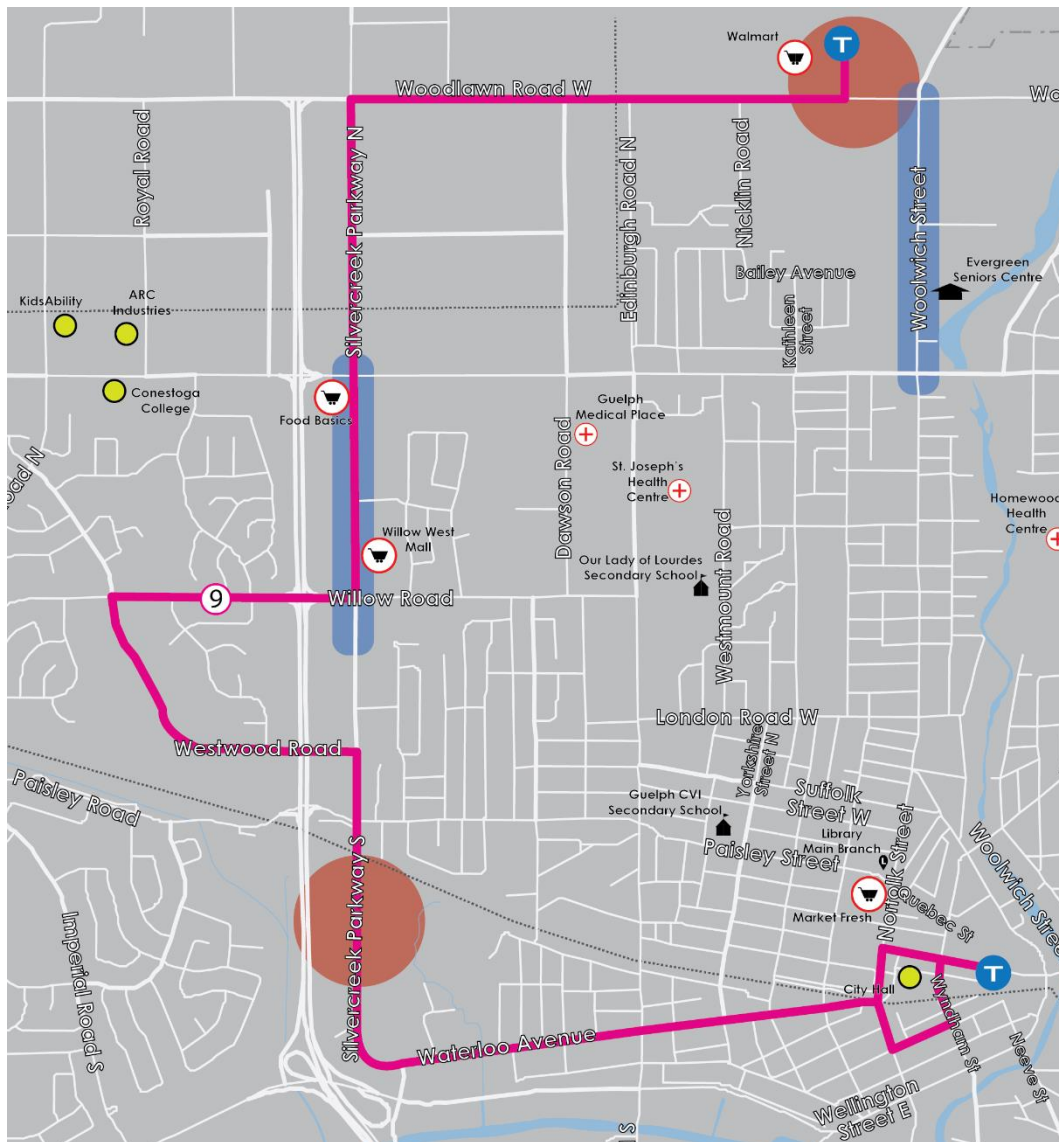 Walmart
T
Woodlawn Road W
Wo
Royal Road
Silvercreek Parkway N
Edinburgh Road N
Nicklin Road
Woolwich Street
Bailey Avenue
Evergreen
Seniors Centre
KidsAbility
ARC
Industries
Kathleen
Street
Conestoga
College
Food Basics
Guelph
Medical Place
Dawson Road
St. Joseph's
Health
Centre
oad N
Homewood
Health
Centre
Willow West
Mall
Our Lady of Lourdes
Secondary School
Westmount Road
9
Willow Road
London Road W
Westwood Road
Yorkshire
Street N
Paisley Road
Suffolk
Street W
Guelph CVI
Secondary School
Library
Main Branch
Paisley Street
Norfolk Street
Woolwich Street
Market Fresh
Quebec St
Imperial Road S
Silvercreek Parkway S
City Hall
T
Wyndham St
Waterloo Avenue
Neeve St
Wellington
Street E
S